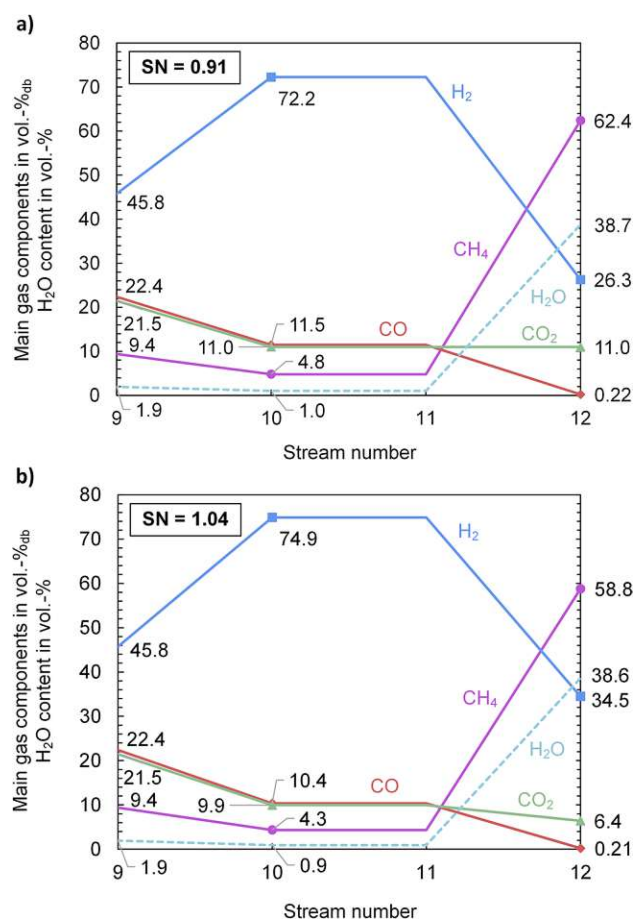 a)
SN = 0.91
Main gas components in vol.-%db
H2O content in vol.-%
80
70
60
50
40
30
20
10
0
45.8
22.4
21.5
9.4
1.9
72.2
11.5
11.0
4.8
1.0
H2
CH4
H2O
CO
CO2
62.4
38.7
26.3
11.0
0.22
9
10
11
12
Stream number
b)
SN = 1.04
Main gas components in vol.-%db
H2O content in vol.-%
80
70
60
50
40
30
20
10
0
45.8
22.4
21.5
9.4
1.9
74.9
10.4
9.9
4.3
0.9
H2
CH4
H2O
CO
CO2
58.8
38.6
34.5
6.4
0.21
9
10
11
12
Stream number